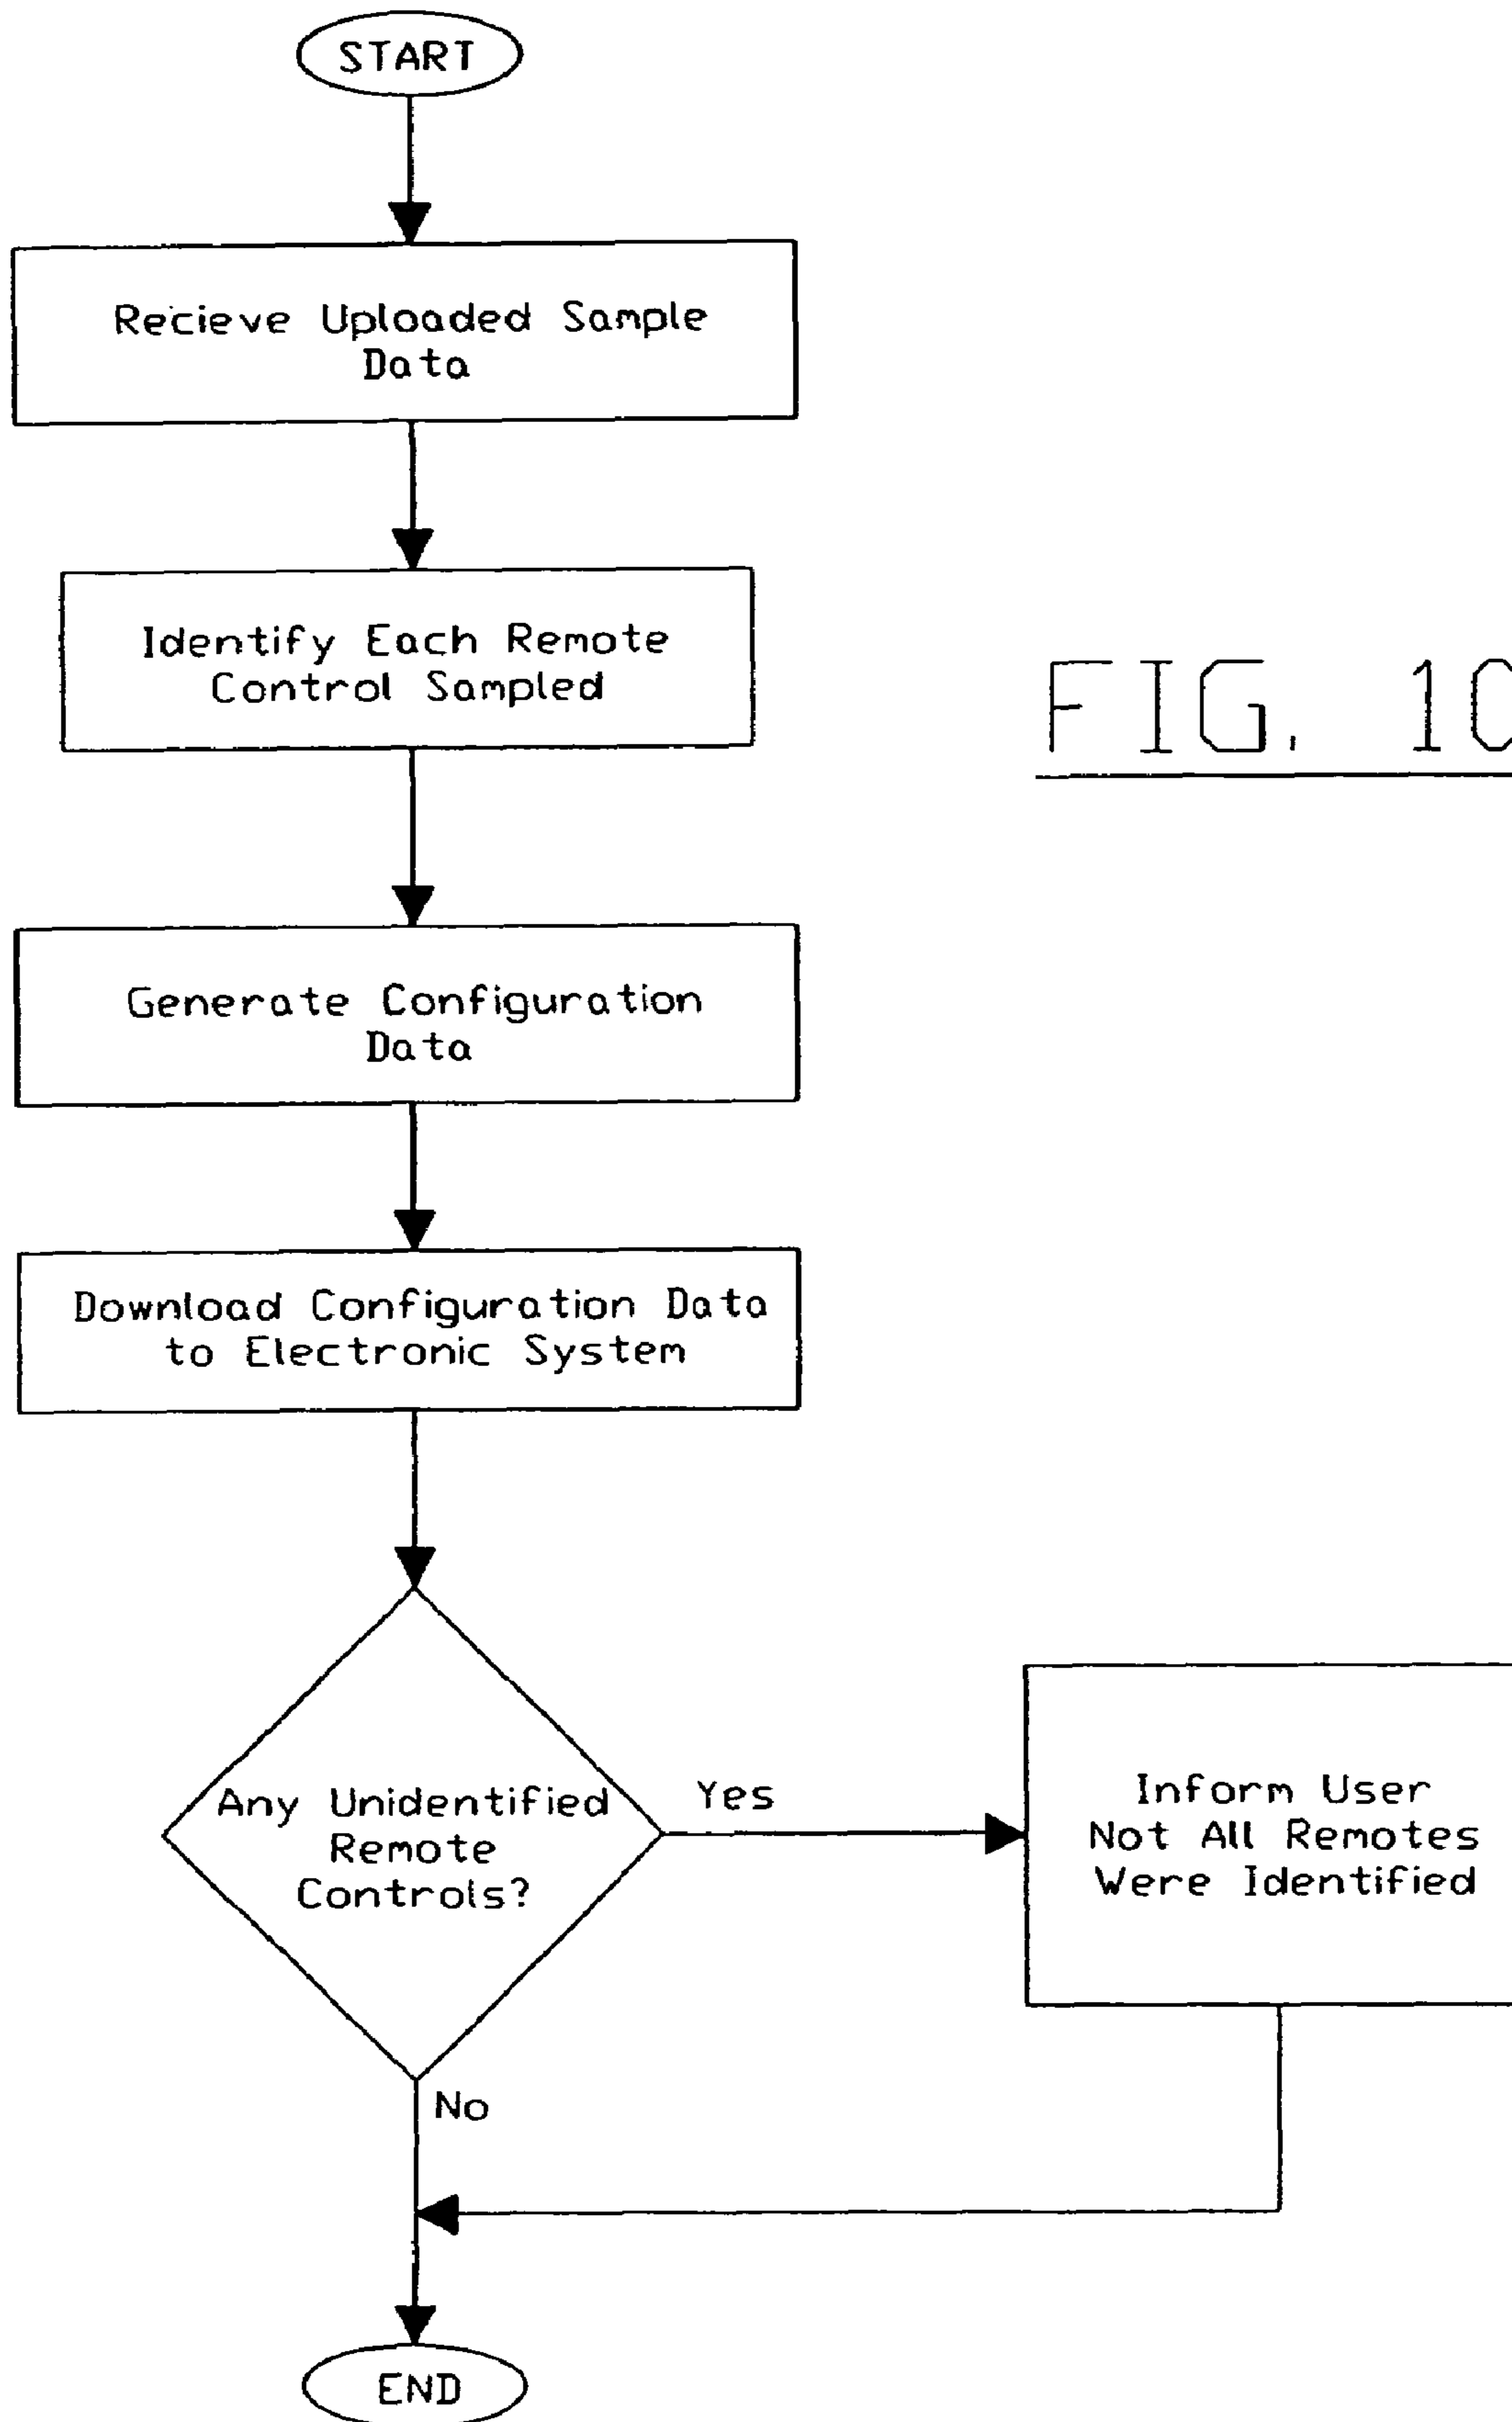 START
Recieve Uploaded Sample
Data
Identify Each Remote
Control Sampled
FIG. 10
Generate Configuration
Data
Download Configuration Data
to Electronic System
Any Unidentified
Remote
Controls?
Yes
Inform User
Not All Remotes
Were Identified
No
END